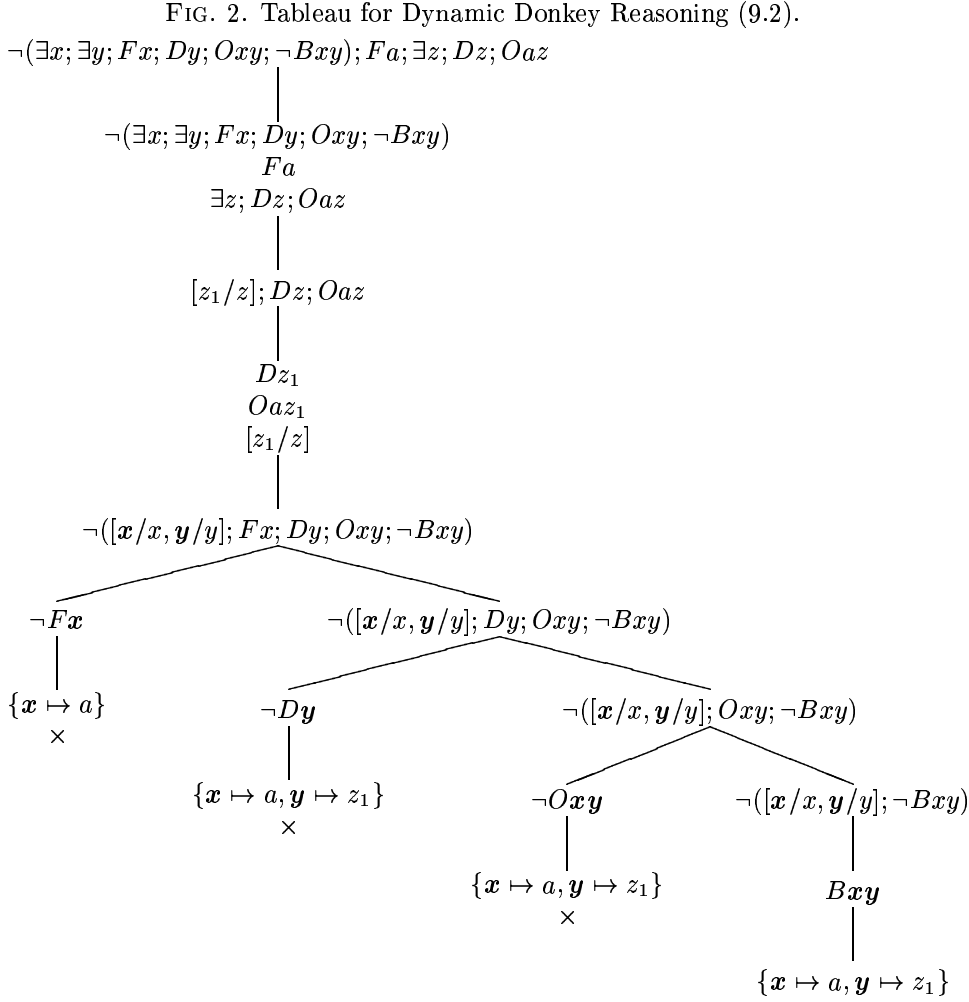 FIG. 2. Tableau for Dynamic Donkey Reasoning (9.2).
¬(∃x; ∃y; Fx; Dy; Oxy; ¬Bxy); Fa; ∃z; Dz; Oaz
¬(∃x; ∃y; Fx; Dy; Oxy; ¬Bxy)
Fa
∃z; Dz; Oaz
[z₁/z]; Dz; Oaz
Dz₁
Oaz₁
[z₁/z]
¬([𝒙/x, 𝒚/y]; Fx; Dy; Oxy; ¬Bxy)
¬F𝒙 ¬([𝒙/x, 𝒚/y]; Dy; Oxy; ¬Bxy)
{𝒙 ↦ a} ¬D𝒚 ¬([𝒙/x, 𝒚/y]; Oxy; ¬Bxy)
×
{𝒙 ↦ a, 𝒚 ↦ z₁} ¬O𝒙𝒚 ¬([𝒙/x, 𝒚/y]; ¬Bxy)
×
{𝒙 ↦ a, 𝒚 ↦ z₁} B𝒙𝒚
×
{𝒙 ↦ a, 𝒚 ↦ z₁}